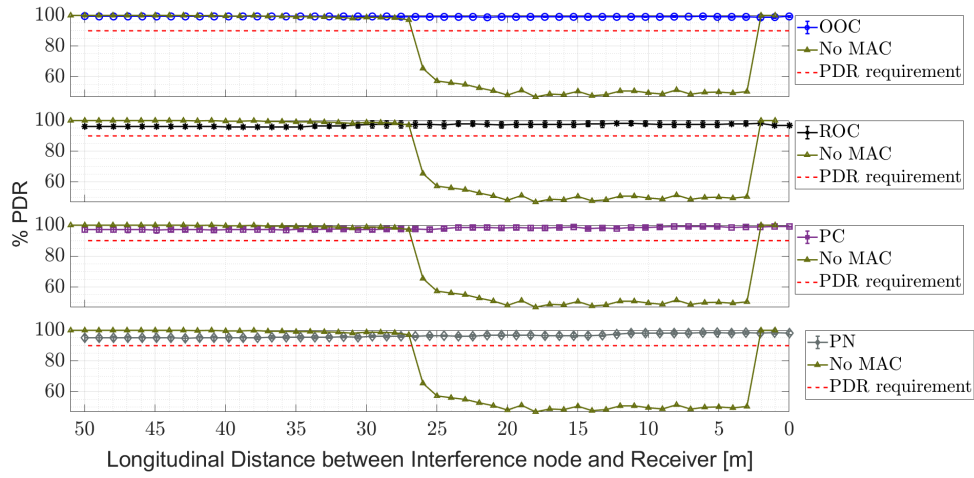 100
80
60
OOC
No MAC
PDR requirement
100
80
60
ROC
No MAC
PDR requirement
% PDR
100
80
60
PC
No MAC
PDR requirement
100
80
60
PN
No MAC
PDR requirement
50 45 40 35 30 25 20 15 10 5 0
Longitudinal Distance between Interference node and Receiver [m]